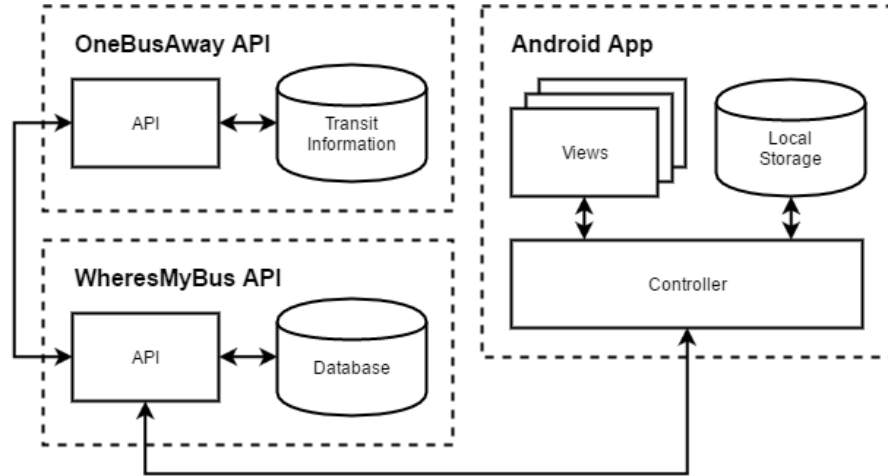 OneBusAway API
API
Transit
Information
WheresMyBus API
API
Database
Android App
Views
Local
Storage
Controller